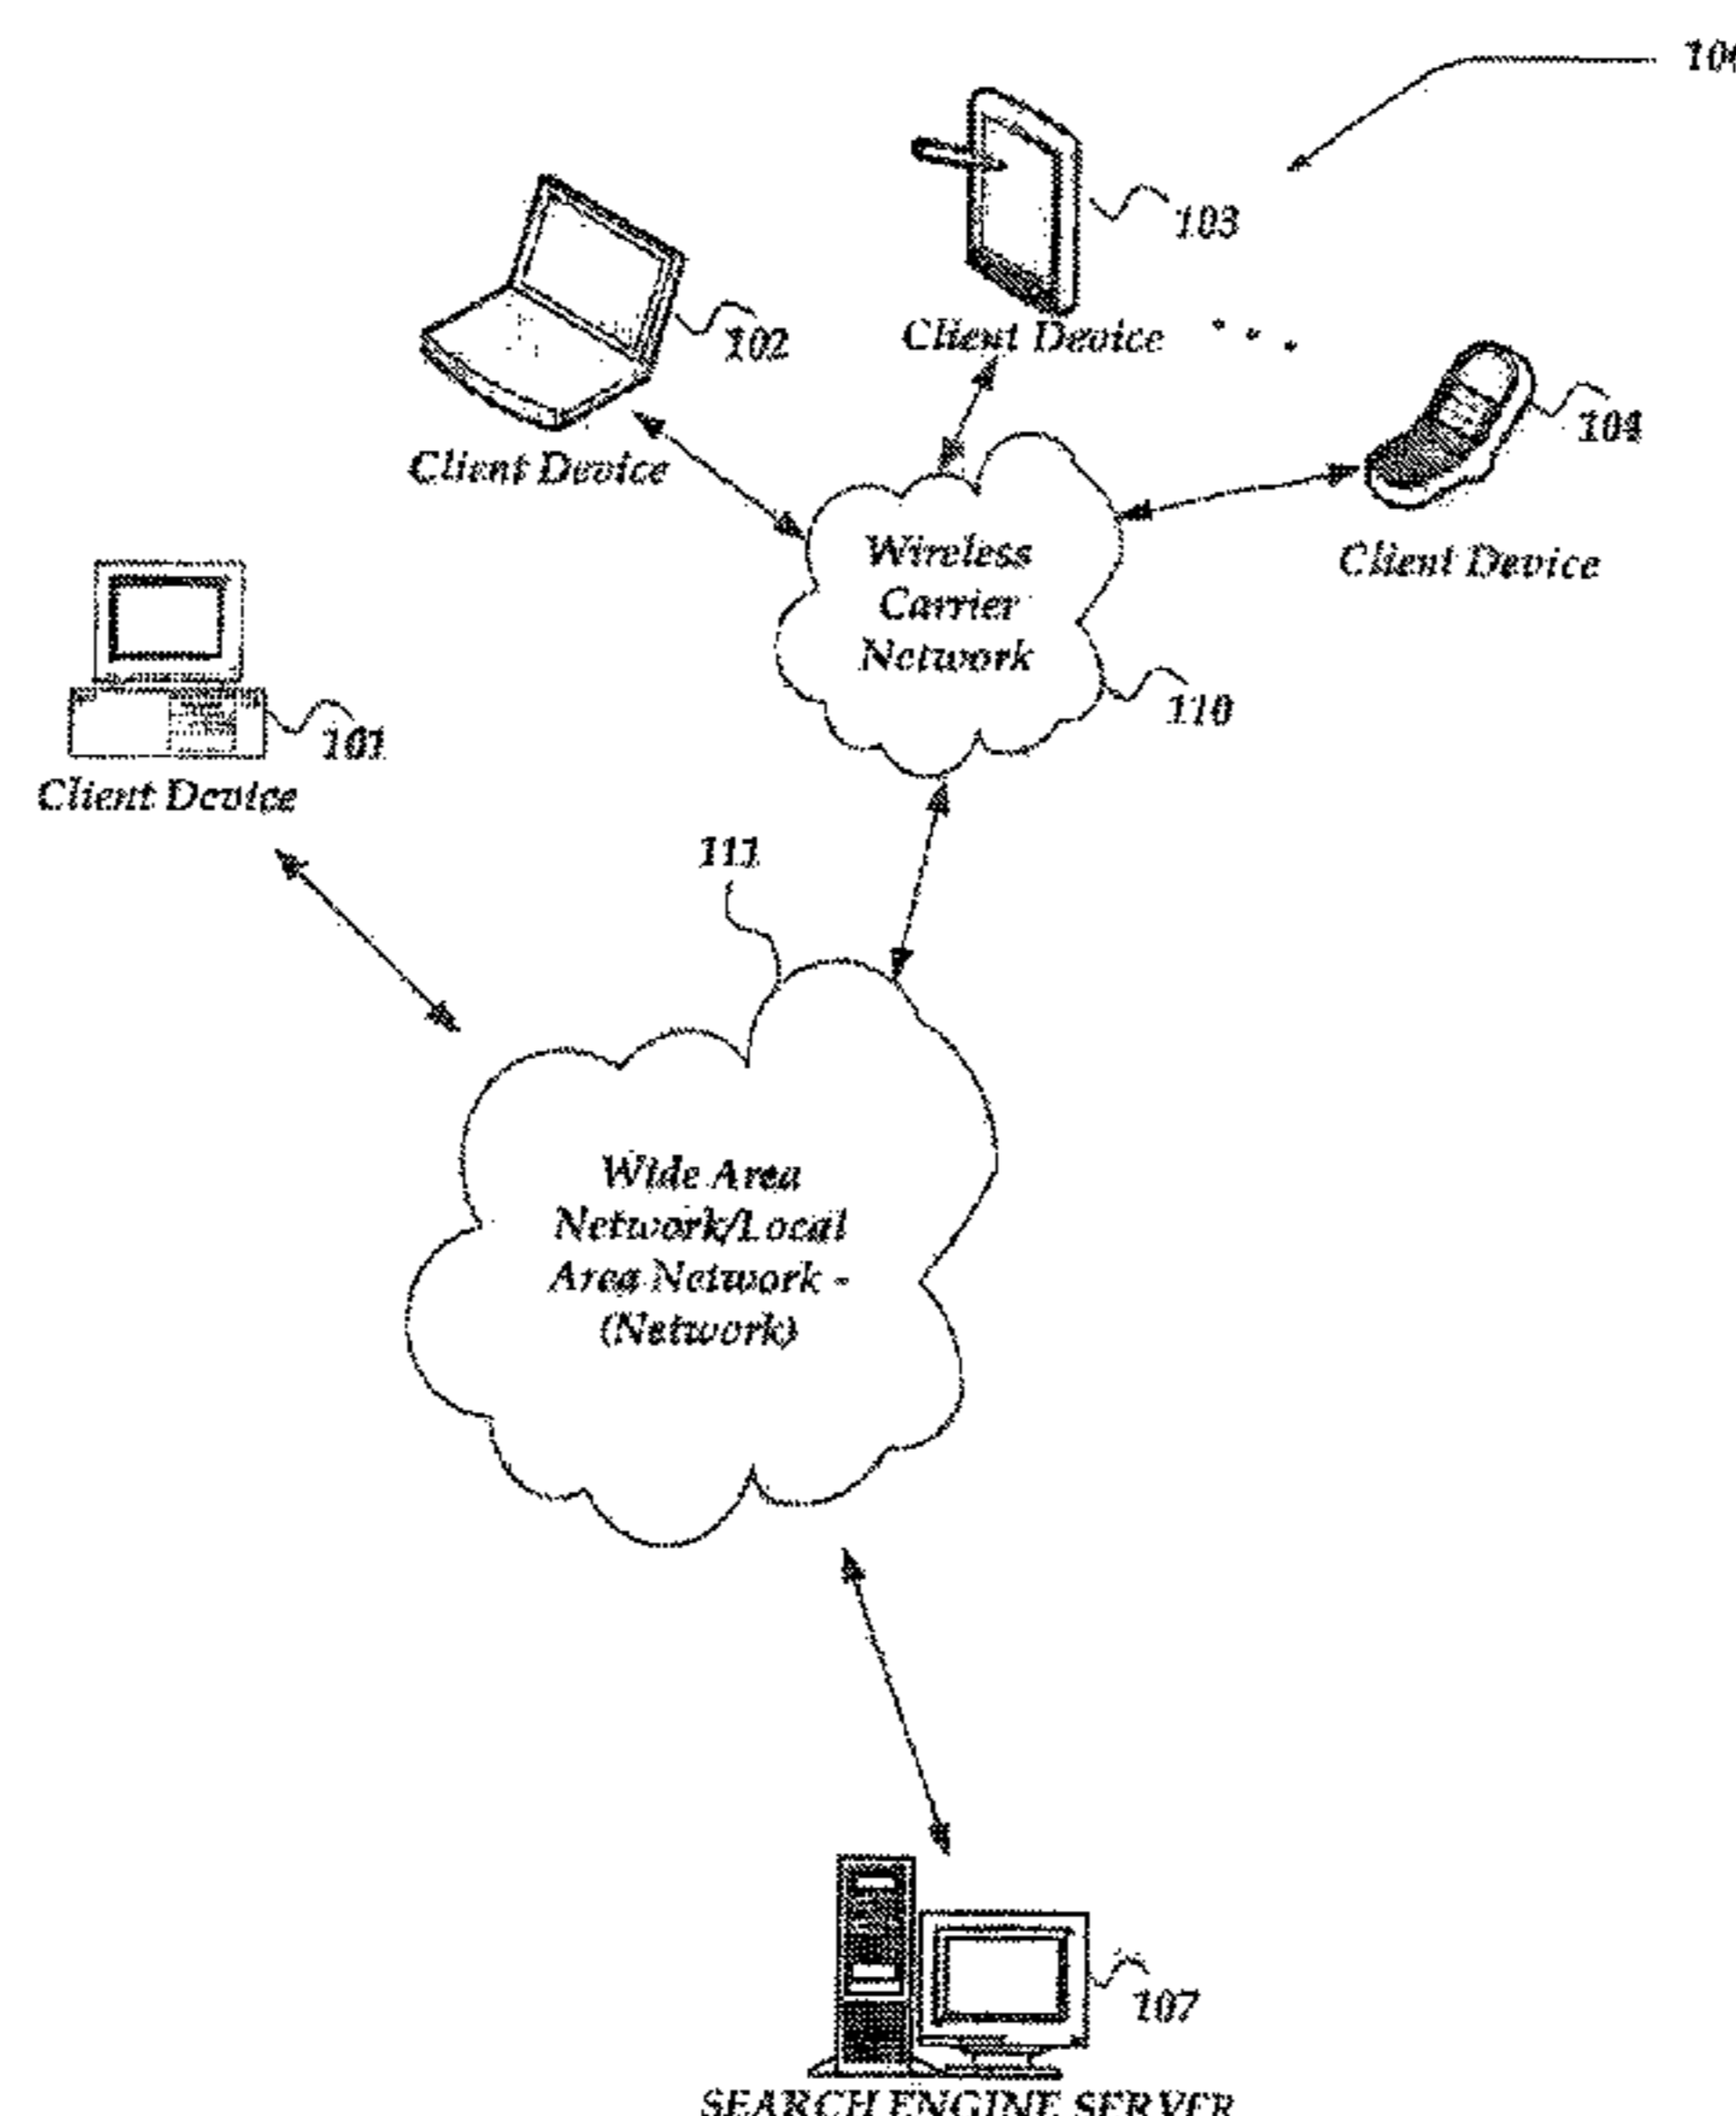 103
102
Client Device
104
Client Device
Client Device
Wireless
Carrier
Network
110
101
Client Device
111
Wide Area
Network/Local
Area Network -
(Network)
107
SEARCH ENGINE SERVER